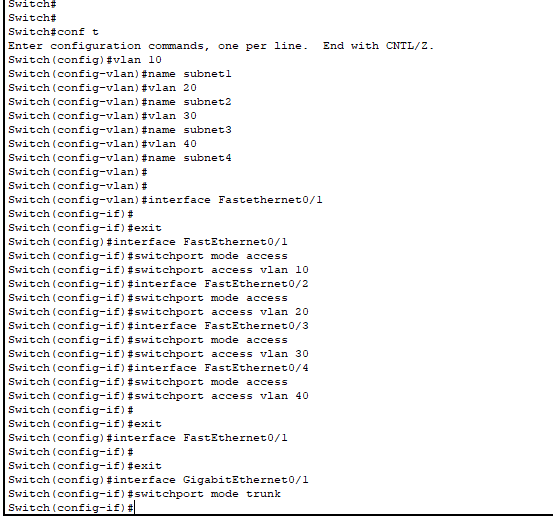 Switch#
Switch#
Switch#conf t
Enter configuration commands, one per line.  End with CNTL/Z.
Switch(config)#vlan 10
Switch(config-vlan)#name subnet1
Switch(config-vlan)#vlan 20
Switch(config-vlan)#name subnet2
Switch(config-vlan)#vlan 30
Switch(config-vlan)#name subnet3
Switch(config-vlan)#vlan 40
Switch(config-vlan)#name subnet4
Switch(config-vlan)#
Switch(config-vlan)#
Switch(config-vlan)#interface Fastethernet0/1
Switch(config-if)#
Switch(config-if)#exit
Switch(config)#interface FastEthernet0/1
Switch(config-if)#switchport mode access
Switch(config-if)#switchport access vlan 10
Switch(config-if)#interface FastEthernet0/2
Switch(config-if)#switchport mode access
Switch(config-if)#switchport access vlan 20
Switch(config-if)#interface FastEthernet0/3
Switch(config-if)#switchport mode access
Switch(config-if)#switchport access vlan 30
Switch(config-if)#interface FastEthernet0/4
Switch(config-if)#switchport mode access
Switch(config-if)#switchport access vlan 40
Switch(config-if)#
Switch(config-if)#exit
Switch(config)#interface FastEthernet0/1
Switch(config-if)#
Switch(config-if)#exit
Switch(config)#interface GigabitEthernet0/1
Switch(config-if)#switchport mode trunk
Switch(config-if)#